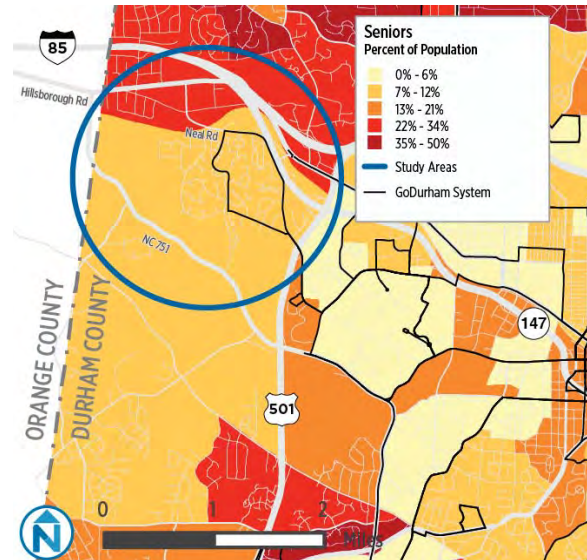 85
Hillsborough Rd
Neal Rd
NC 751
Seniors
Percent of Population
0% - 6%
7% - 12%
13% - 21%
22% - 34%
35% - 50%
Study Areas
GoDurham System
147
501
ORANGE COUNTY
DURHAM COUNTY
N
0
1
2
Miles